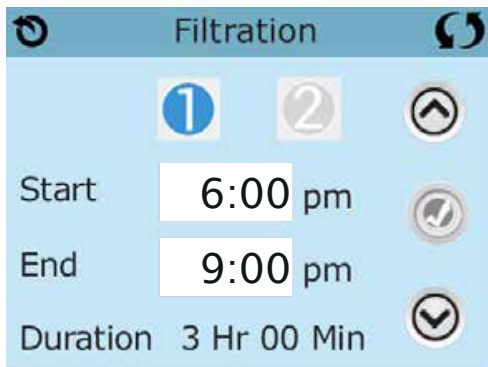 Filtration
1 2
Start 6:00 pm
End 9:00 pm
Duration 3 Hr 00 Min